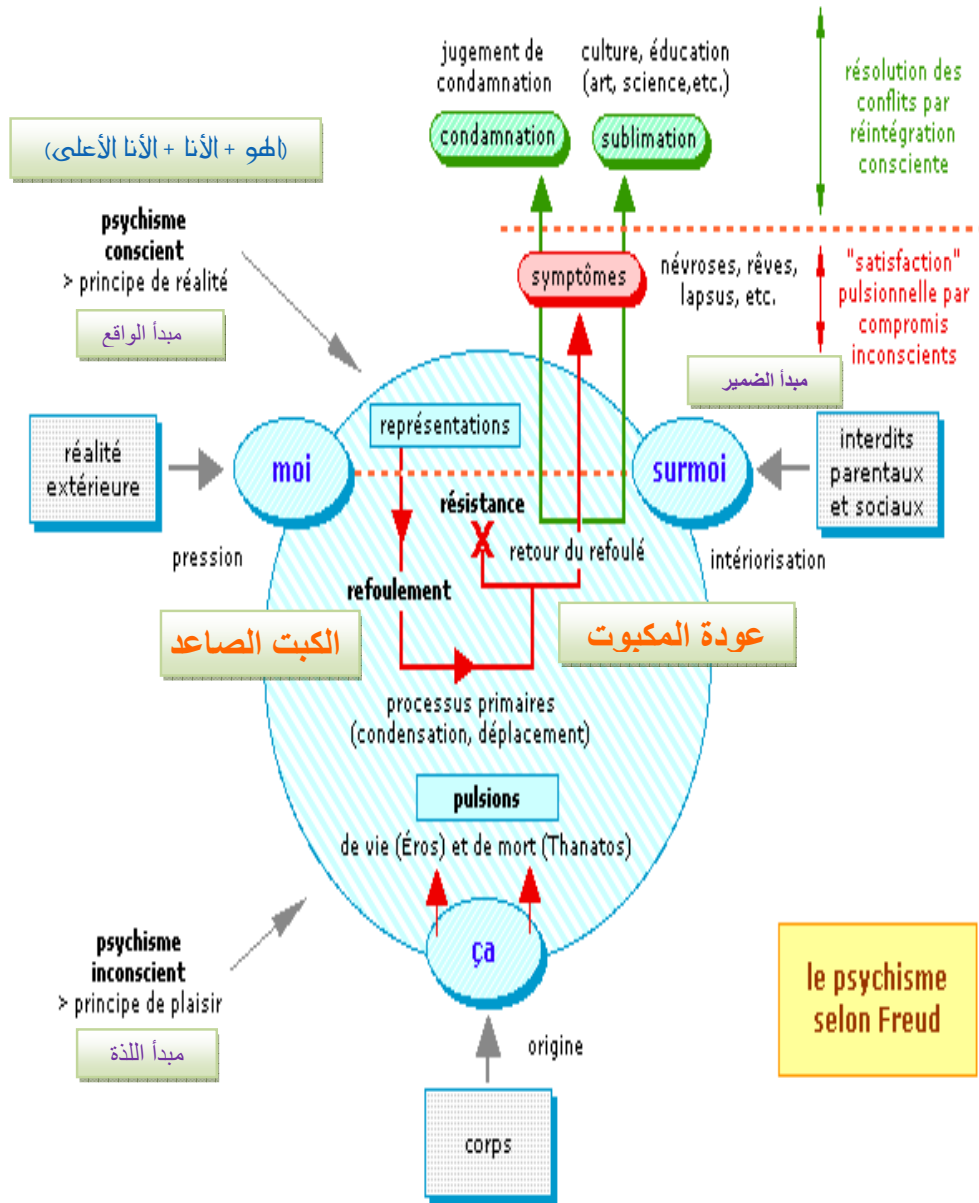 jugement de
condamnation
culture, éducation
(art, science,etc.)
résolution des
conflits par
réintégration
consciente
condamnation
sublimation
(الهو + الأنا + الأنا الأعلى)
psychisme
conscient
> principe de réalité
مبدأ الواقع
symptômes
névroses, rêves,
lapsus, etc.
"satisfaction"
pulsionnelle par
compromis
inconscients
مبدأ الضمير
réalité
extérieure
moi
représentations
surmoi
interdits
parentaux
et sociaux
résistance
pression
retour du refoulé
intériorisation
refoulement
الكبت الصاعد
عودة المكبوت
processus primaires
(condensation, déplacement)
pulsions
de vie (Éros) et de mort (Thanatos)
psychisme
inconscient
> principe de plaisir
مبدأ اللذة
ça
origine
corps
le psychisme
selon Freud